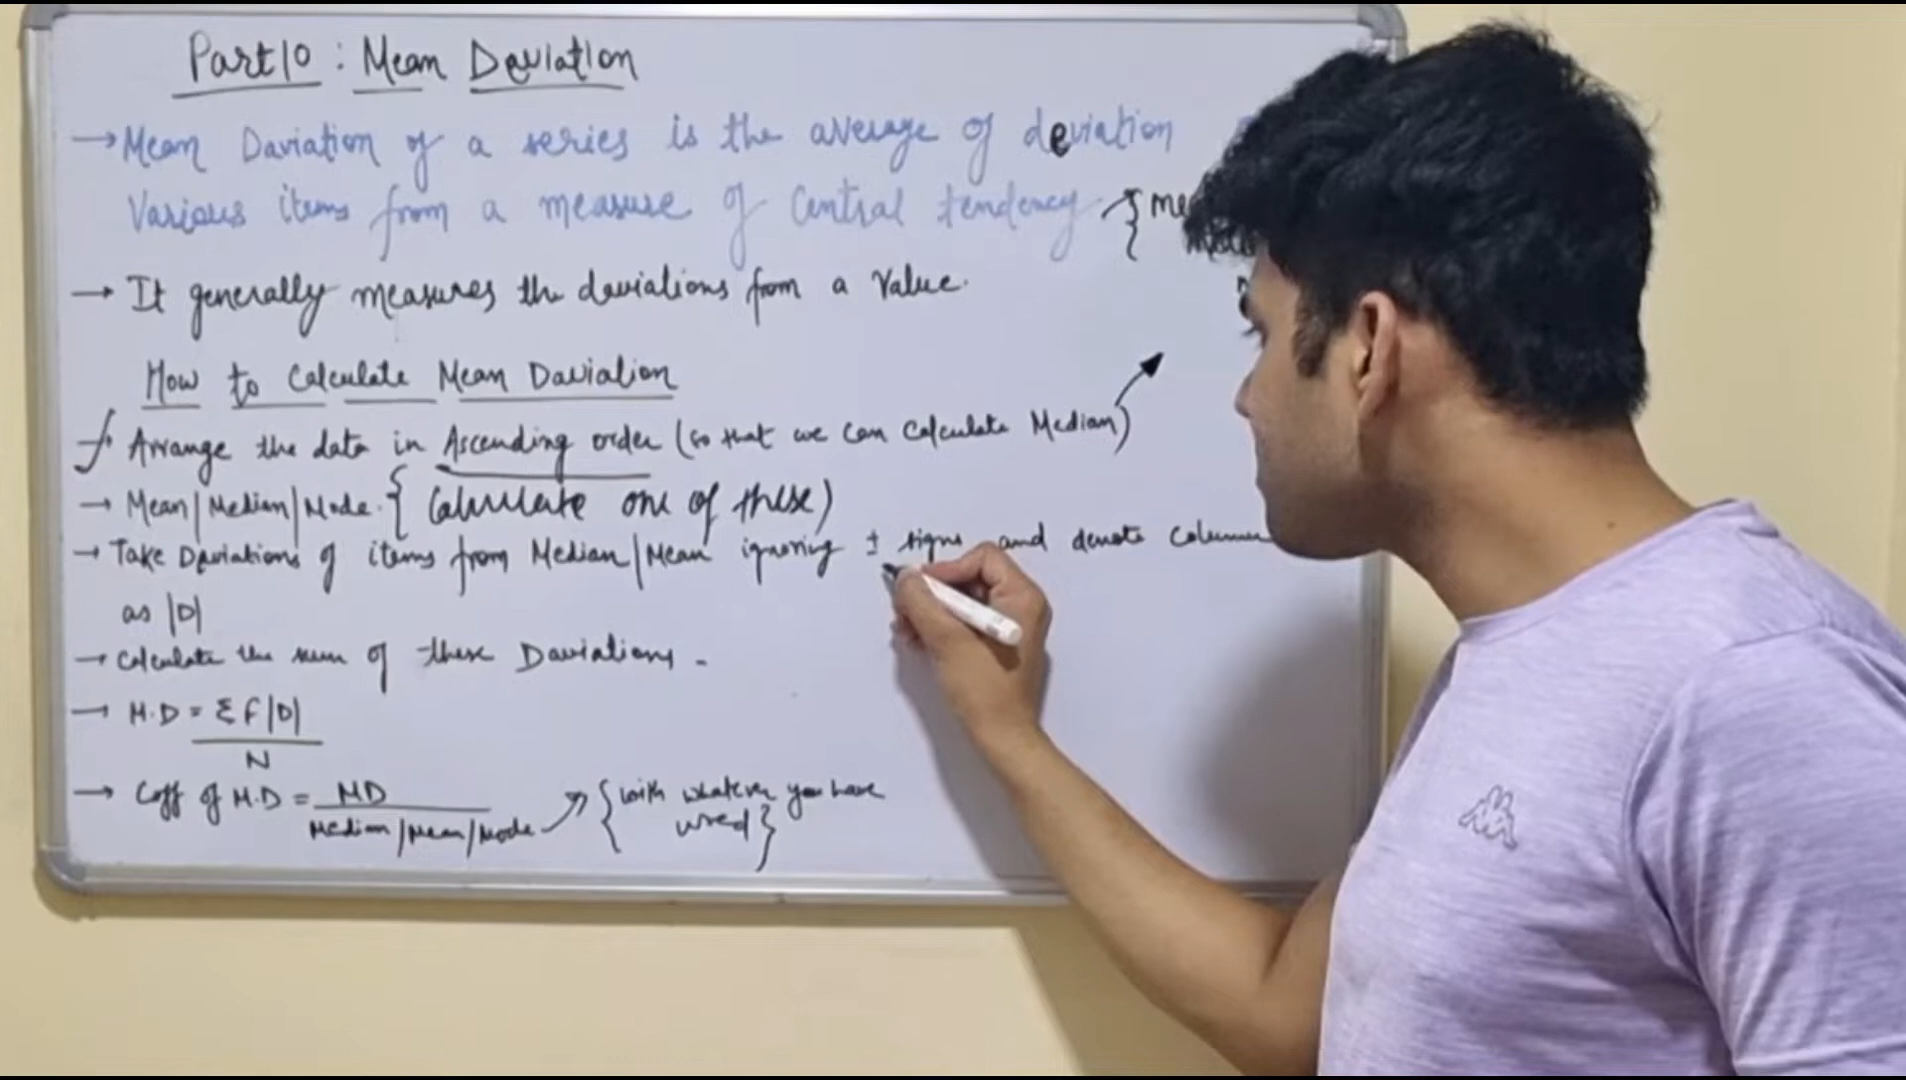 Part 10 : Mean Deviation
→ Mean Daviation of a series is the average of deviation
Various items from a measure of Central tendency → {
→ It generally measures the daviations from a Value.
How to Calculate Mean Daviation
Arrange the data in Ascending order (so that we can Calculate Median)
→ Mean/Median/Mode. { Calculate one of these)
→ Take Deviations of items from Median/Mean ignoring ± signs and denote Column
as |D|
→ Calculate the sum of these Daviations.
→ M.D = Σ F|D|
N
→ Coff of M.D = MD
Median/Mean/Mode → { with whatever you have
used }